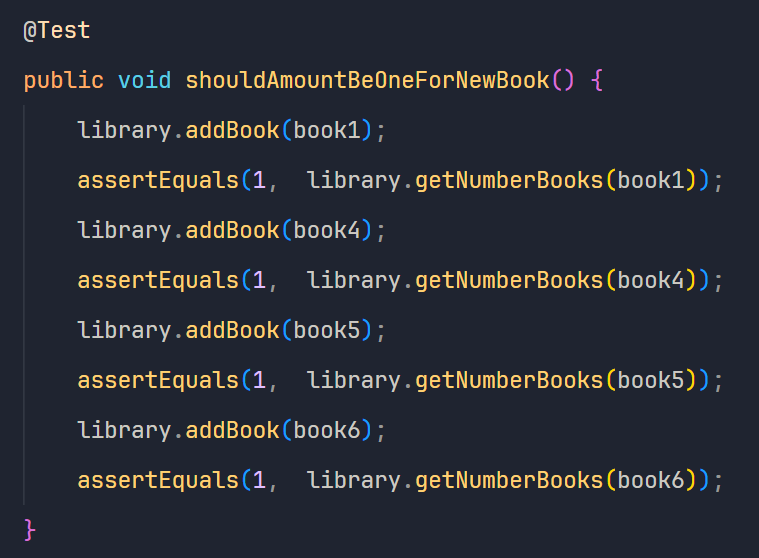 @Test
public void shouldAmountBeOneForNewBook() {
    library.addBook(book1);
    assertEquals(1,  library.getNumberBooks(book1));
    library.addBook(book4);
    assertEquals(1,  library.getNumberBooks(book4));
    library.addBook(book5);
    assertEquals(1,  library.getNumberBooks(book5));
    library.addBook(book6);
    assertEquals(1,  library.getNumberBooks(book6));
}